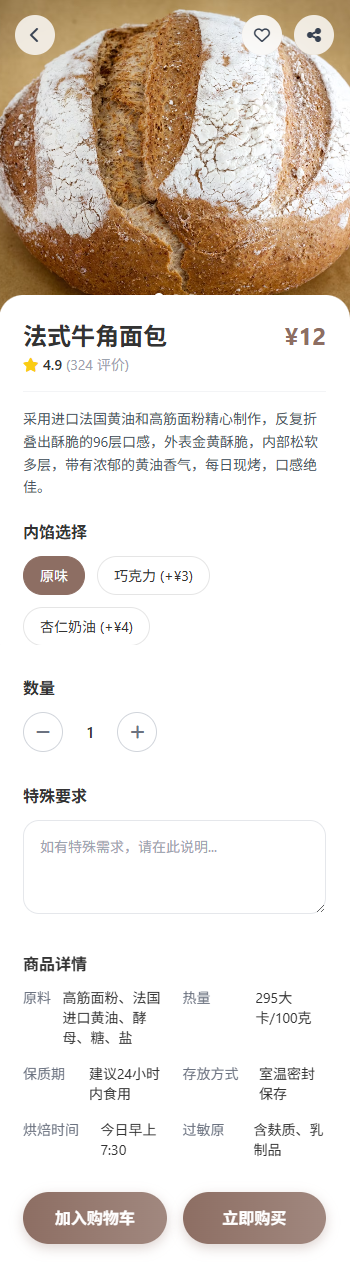 法式牛角面包 ¥12
4.9 (324 评价)
采用进口法国黄油和高筋面粉精心制作，反复折
叠出酥脆的96层口感，外表金黄酥脆，内部松软
多层，带有浓郁的黄油香气，每日现烤，口感绝
佳。
内馅选择
原味 巧克力 (+¥3)
杏仁奶油 (+¥4)
数量
1
特殊要求
如有特殊需求，请在此说明...
商品详情
原料 高筋面粉、法国
进口黄油、酵
母、糖、盐
热量 295大
卡/100克
保质期 建议24小时
内食用
存放方式 室温密封
保存
烘焙时间 今日早上
7:30
过敏原 含麸质、乳
制品
加入购物车 立即购买